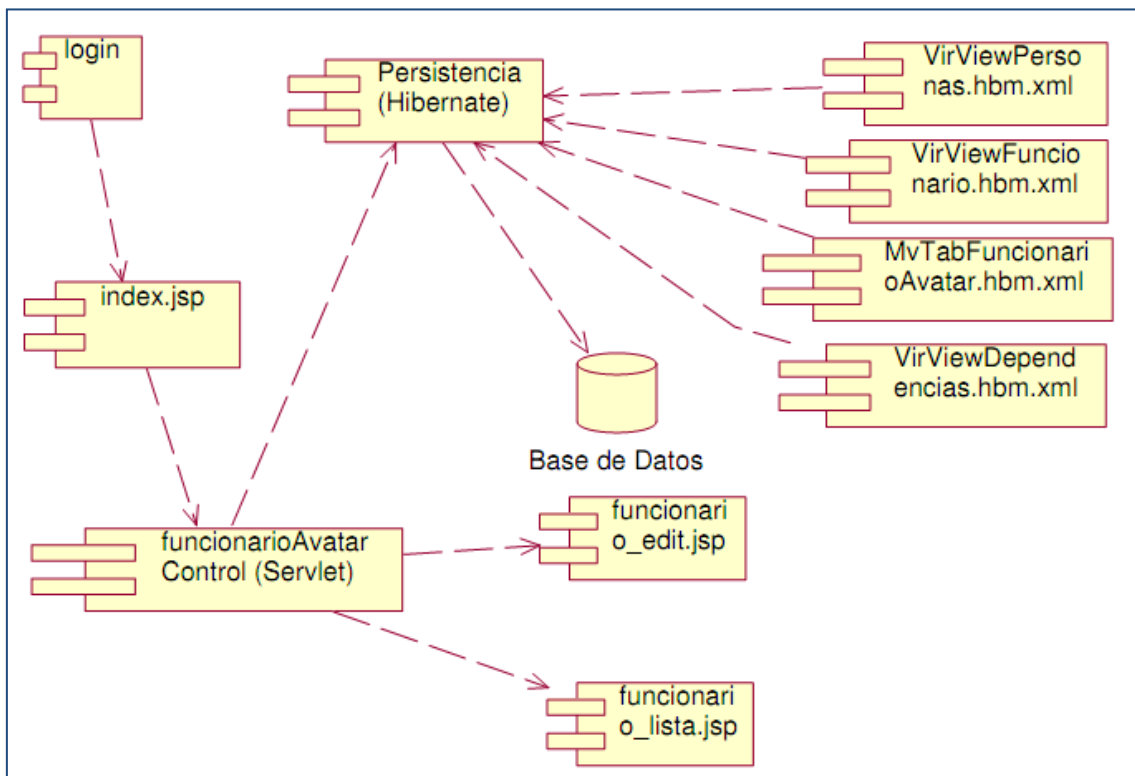 login
Persistencia
(Hibernate)
VirViewPerso
nas.hbm.xml
VirViewFuncio
nario.hbm.xml
MvTabFuncionari
oAvatar.hbm.xml
index.jsp
VirViewDepend
encias.hbm.xml
Base de Datos
funcionari
o_edit.jsp
funcionarioAvatar
Control (Servlet)
funcionari
o_lista.jsp